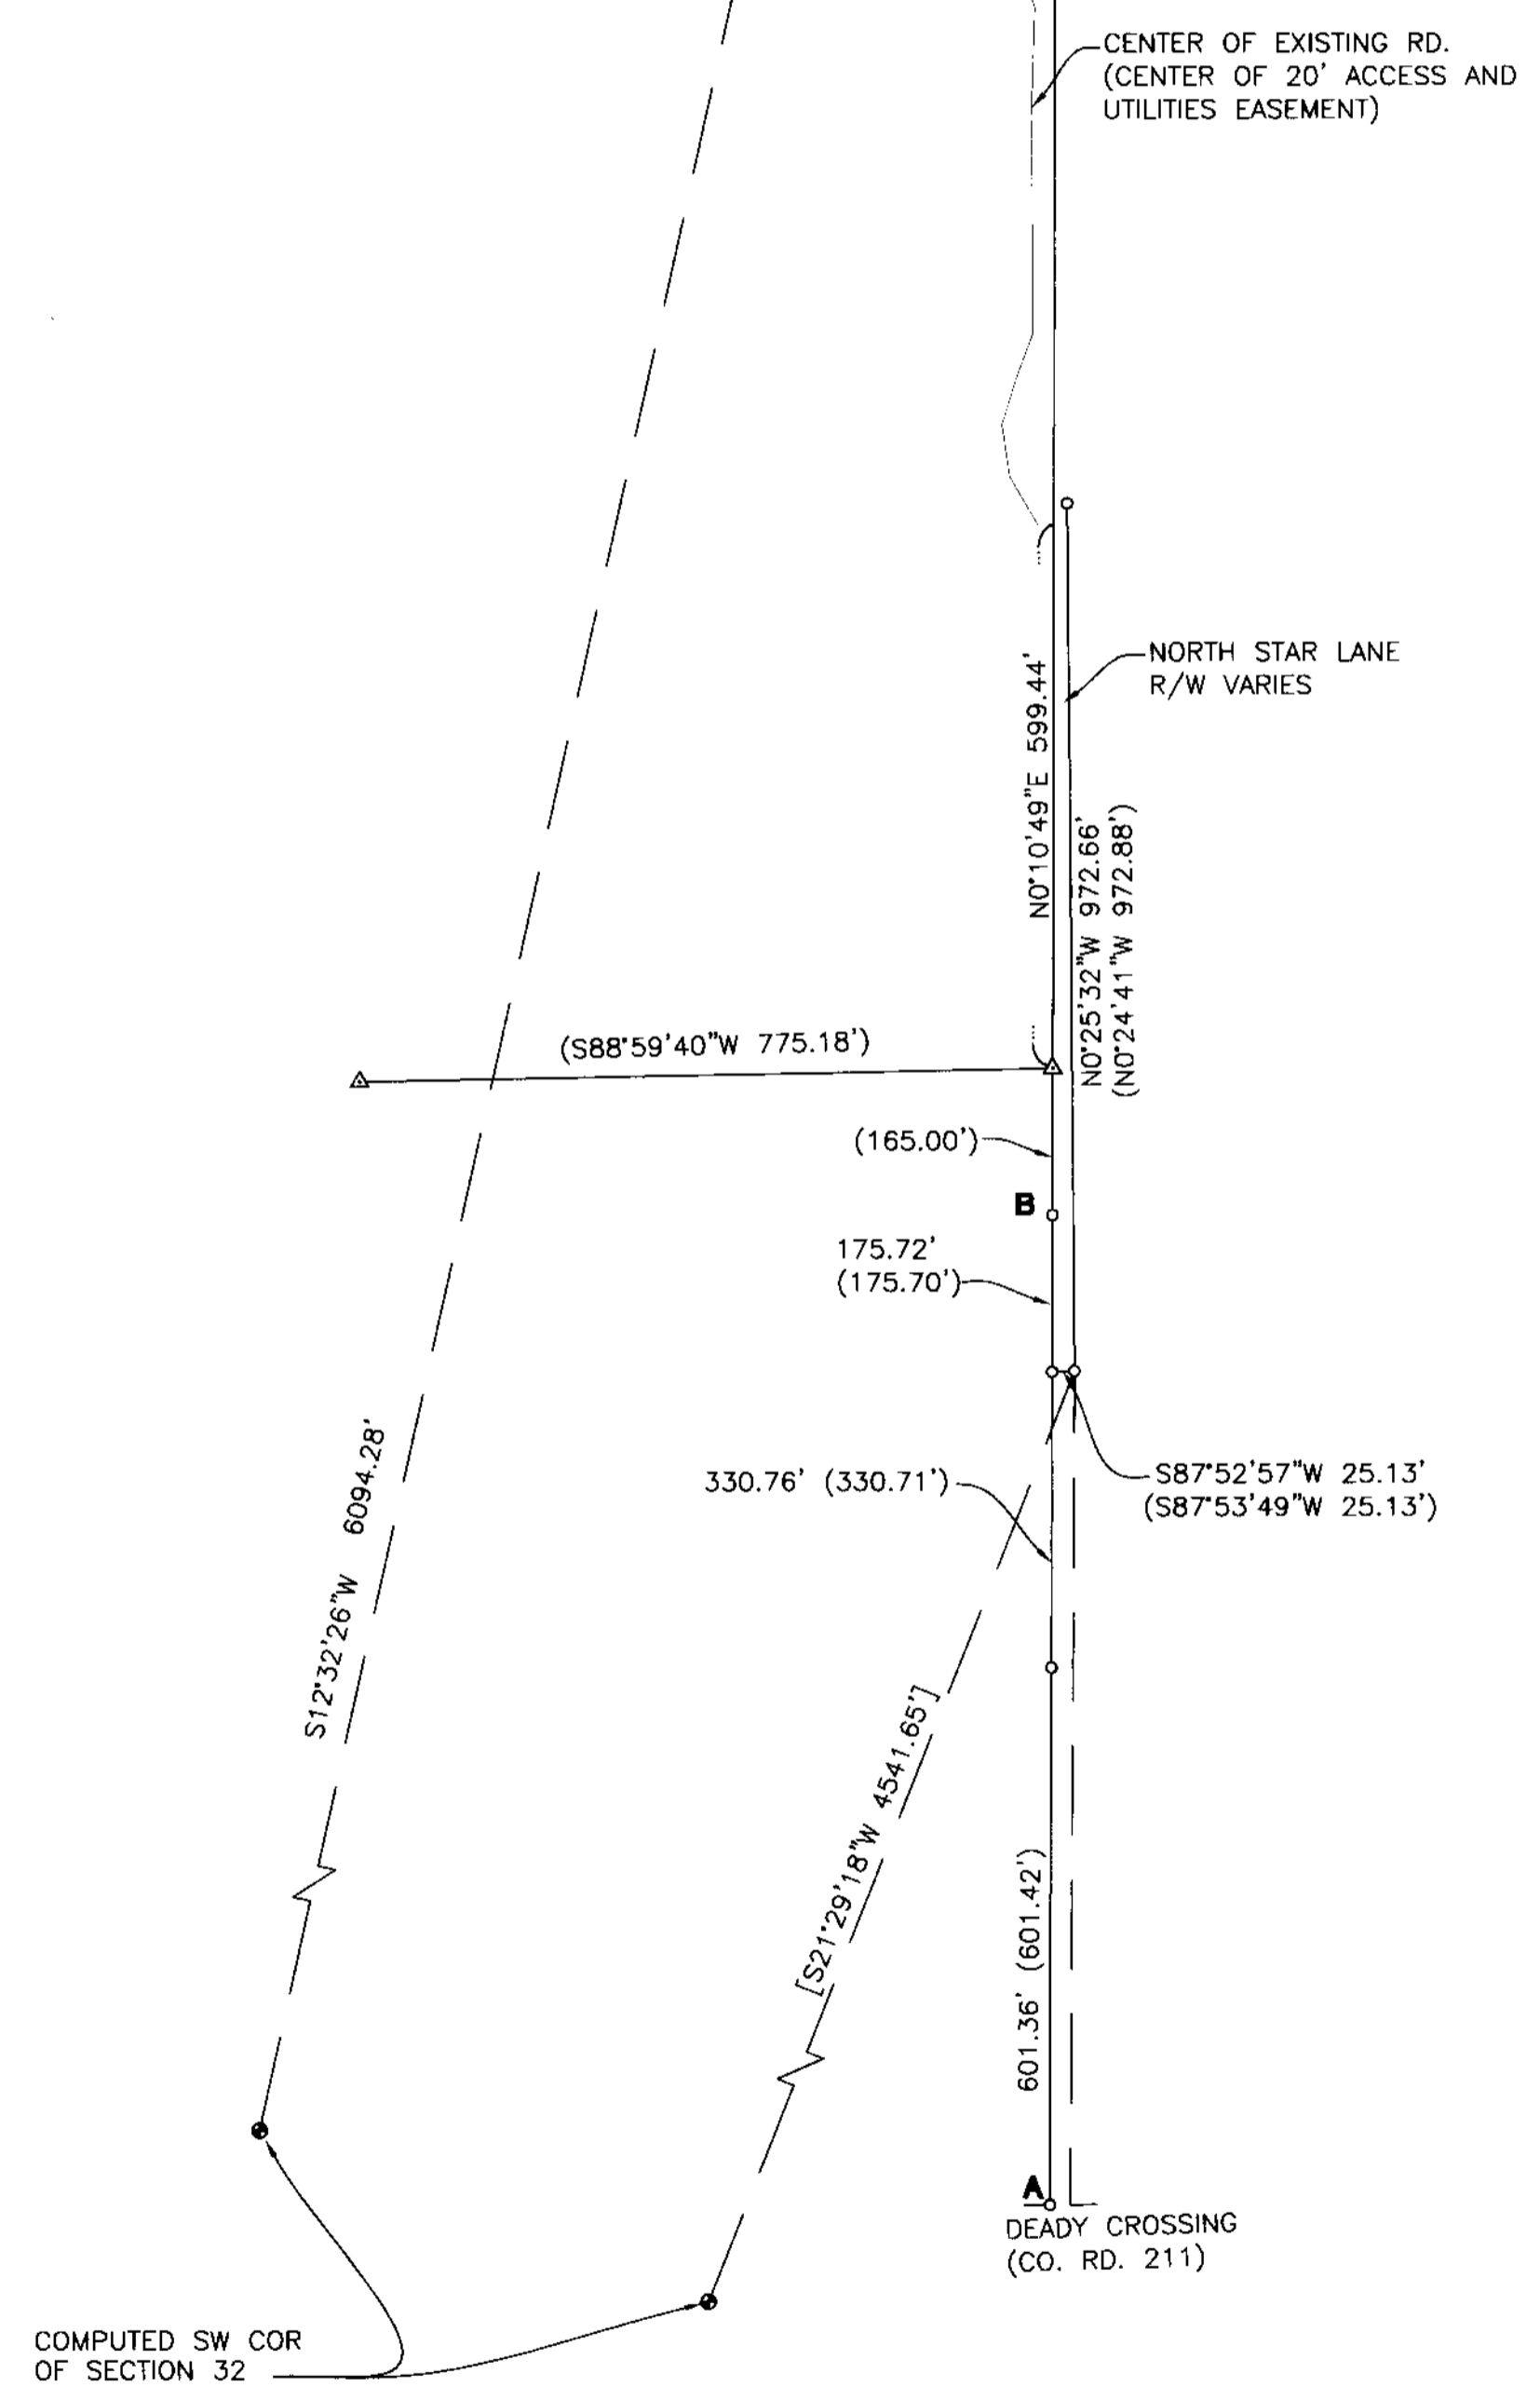 CENTER OF EXISTING RD.
(CENTER OF 20' ACCESS AND
UTILITIES EASEMENT)
NORTH STAR LANE
R/W VARIES
N0°10'49"E 599.44'
N0°25'32"W 972.66'
(N0°24'41"W 972.88')
(S88°59'40"W 775.18')
(165.00')
B
175.72'
(175.70')
S12°32'26"W 6094.28'
330.76' (330.71')
S87°52'57"W 25.13'
(S87°53'49"W 25.13')
[S21°29'18"W 4541.65']
601.36' (601.42')
A
DEADY CROSSING
(CO. RD. 211)
COMPUTED SW COR
OF SECTION 32